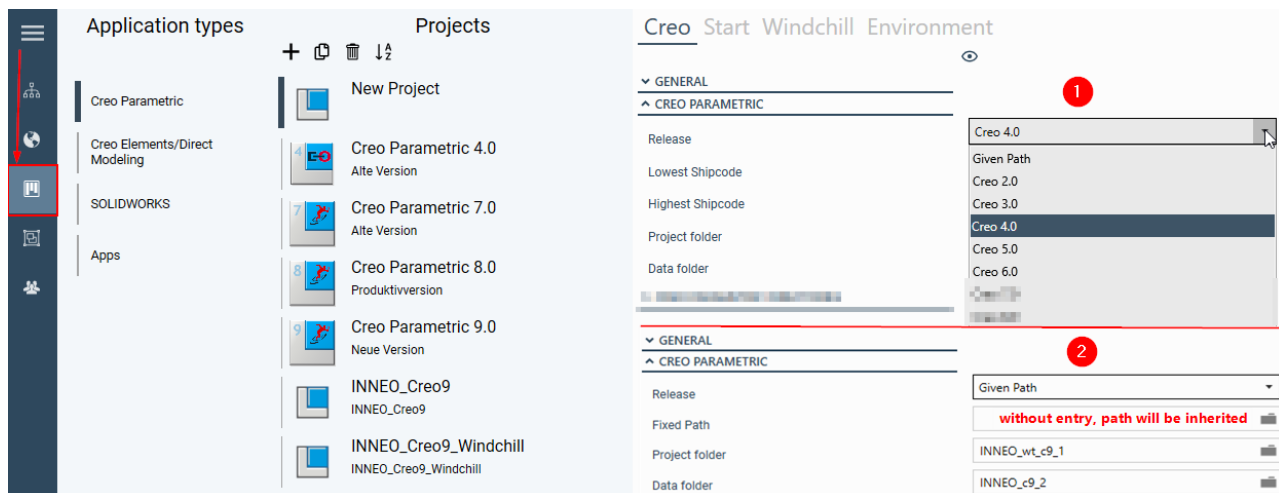 Application types
Creo Parametric
Creo Elements/Direct
Modeling
SOLIDWORKS
Apps
Projects
New Project
4
Creo Parametric 4.0
Alte Version
7
Creo Parametric 7.0
Alte Version
8
Creo Parametric 8.0
Produktivversion
9
Creo Parametric 9.0
Neue Version
INNEO_Creo9
INNEO_Creo9
INNEO_Creo9_Windchill
INNEO_Creo9_Windchill
Creo Start Windchill Environment
GENERAL
1
CREO PARAMETRIC
Release
Creo 4.0
Lowest Shipcode
Highest Shipcode
Project folder
Data folder
Given Path
Creo 2.0
Creo 3.0
Creo 4.0
Creo 5.0
Creo 6.0
GENERAL
2
CREO PARAMETRIC
Release
Given Path
Fixed Path
without entry, path will be inherited
Project folder
INNEO_wt_c9_1
Data folder
INNEO_c9_2